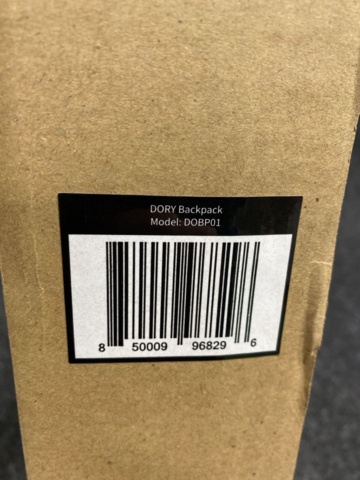 DORY Backpack
Model: DOBP01
8 50009 96829 6